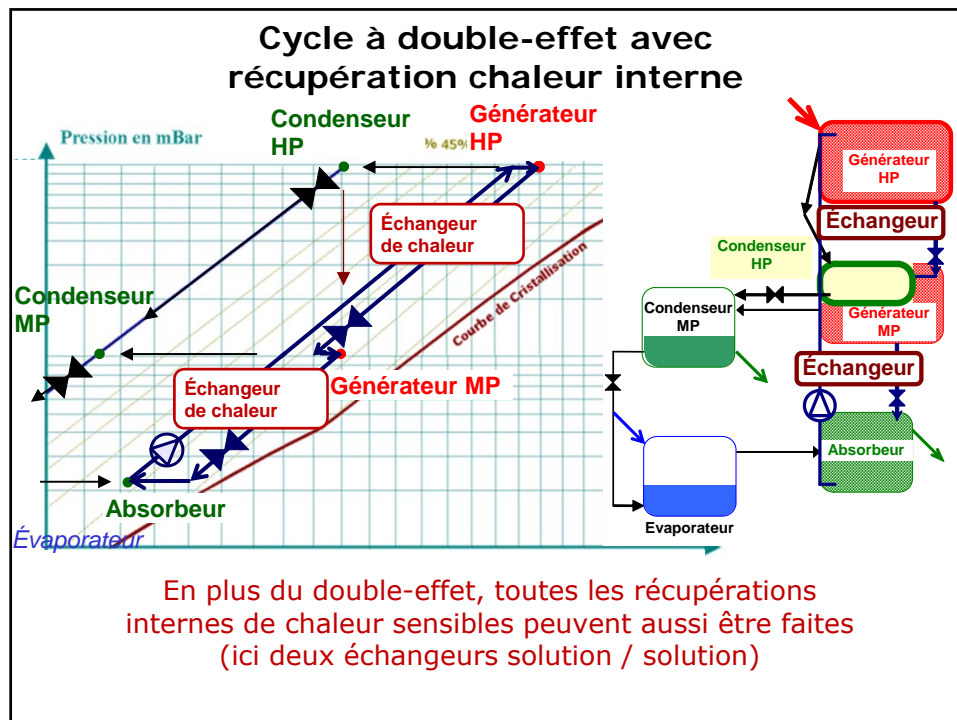 Cycle à double-effet avec
récupération chaleur interne
Pression en mBar
Condenseur
HP
% 45%
Générateur
HP
Échangeur
de chaleur
Condenseur
MP
Courbe de Cristallisation
Échangeur
de chaleur
Générateur MP
Absorbeur
Évaporateur
Générateur
HP
Échangeur
Condenseur
HP
Condenseur
MP
Générateur
MP
Échangeur
Absorbeur
Evaporateur
En plus du double-effet, toutes les récupérations
internes de chaleur sensibles peuvent aussi être faites
(ici deux échangeurs solution / solution)